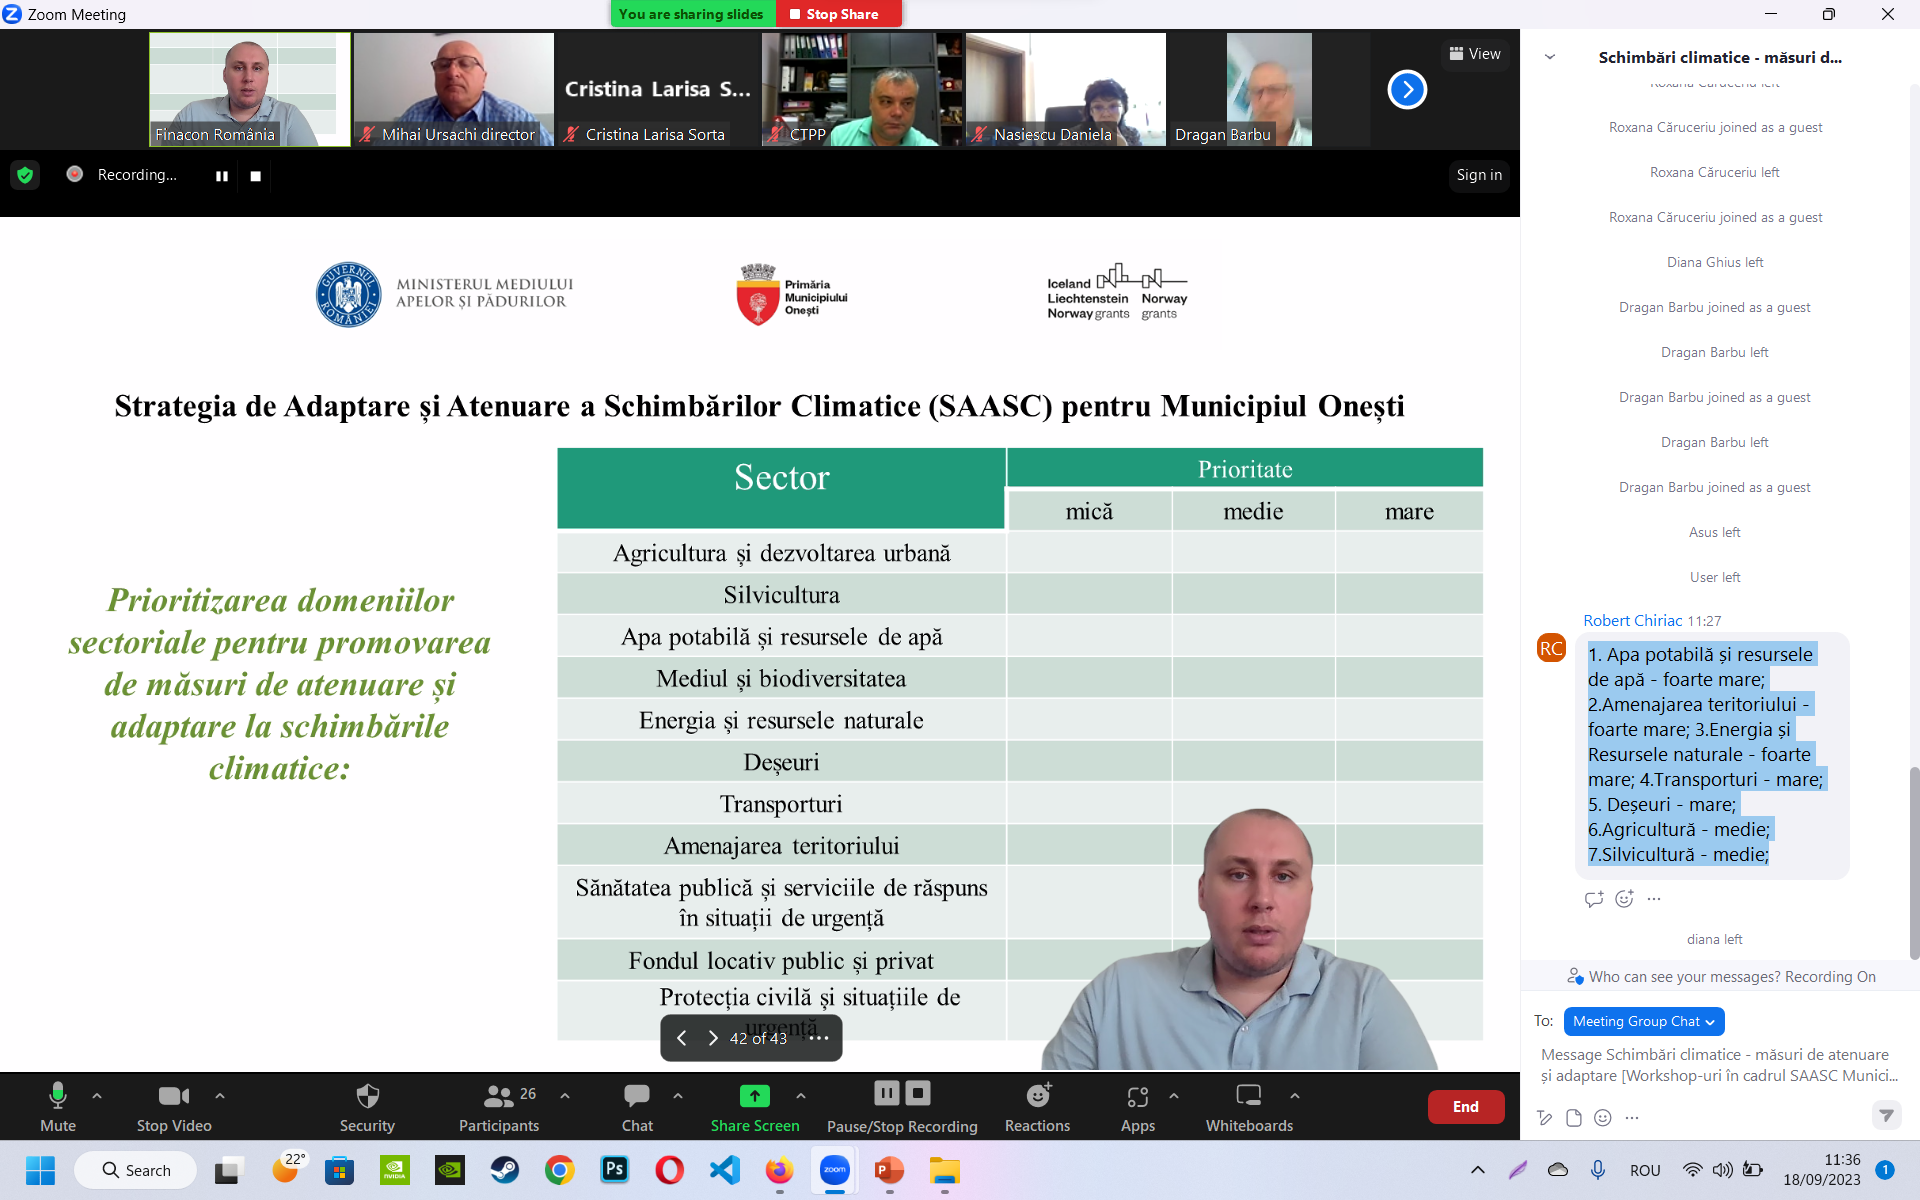 Zoom Meeting
You are sharing slides
Stop Share
Finacon România
Mihai Ursachi director
Cristina Larisa S...
Cristina Larisa Sorta
CTPP
Nasiescu Daniela
Dragan Barbu
View
Recording...
Sign in
GUVERNUL ROMÂNIEI
MINISTERUL MEDIULUI
APELOR ȘI PĂDURILOR
Primăria
Municipiului
Onești
Iceland
Liechtenstein
Norway grants
Norway
grants
Strategia de Adaptare și Atenuare a Schimbărilor Climatice (SAASC) pentru Municipiul Onești
Prioritizarea domeniilor
sectoriale pentru promovarea
de măsuri de atenuare și
adaptare la schimbările
climatice:
Sector
Prioritate
mică medie mare
Agricultura și dezvoltarea urbană
Silvicultura
Apa potabilă și resursele de apă
Mediul și biodiversitatea
Energia și resursele naturale
Deșeuri
Transporturi
Amenajarea teritoriului
Sănătatea publică și serviciile de răspuns
în situații de urgență
Fondul locativ public și privat
Protecția civilă și situațiile de
urgență
42 of 43
Schimbări climatice - măsuri d...
Roxana Căruceriu left
Roxana Căruceriu joined as a guest
Roxana Căruceriu left
Roxana Căruceriu joined as a guest
Diana Ghius left
Dragan Barbu joined as a guest
Dragan Barbu left
Dragan Barbu joined as a guest
Dragan Barbu left
Dragan Barbu joined as a guest
Asus left
User left
Robert Chiriac 11:27
RC
1. Apa potabilă și resursele
de apă - foarte mare;
2.Amenajarea teritoriului -
foarte mare; 3.Energia și
Resursele naturale - foarte
mare; 4.Transporturi - mare;
5. Deșeuri - mare;
6.Agricultură - medie;
7.Silvicultură - medie;
diana left
Who can see your messages? Recording On
To: Meeting Group Chat
Message Schimbări climatice - măsuri de atenuare
și adaptare [Workshop-uri în cadrul SAASC Munici...
Mute
Stop Video
Security
Participants
26
Chat
Share Screen
Pause/Stop Recording
Reactions
Apps
Whiteboards
End
Search
22°
NVIDIA
Ps
zoom
P
ROU
11:36
18/09/2023
1